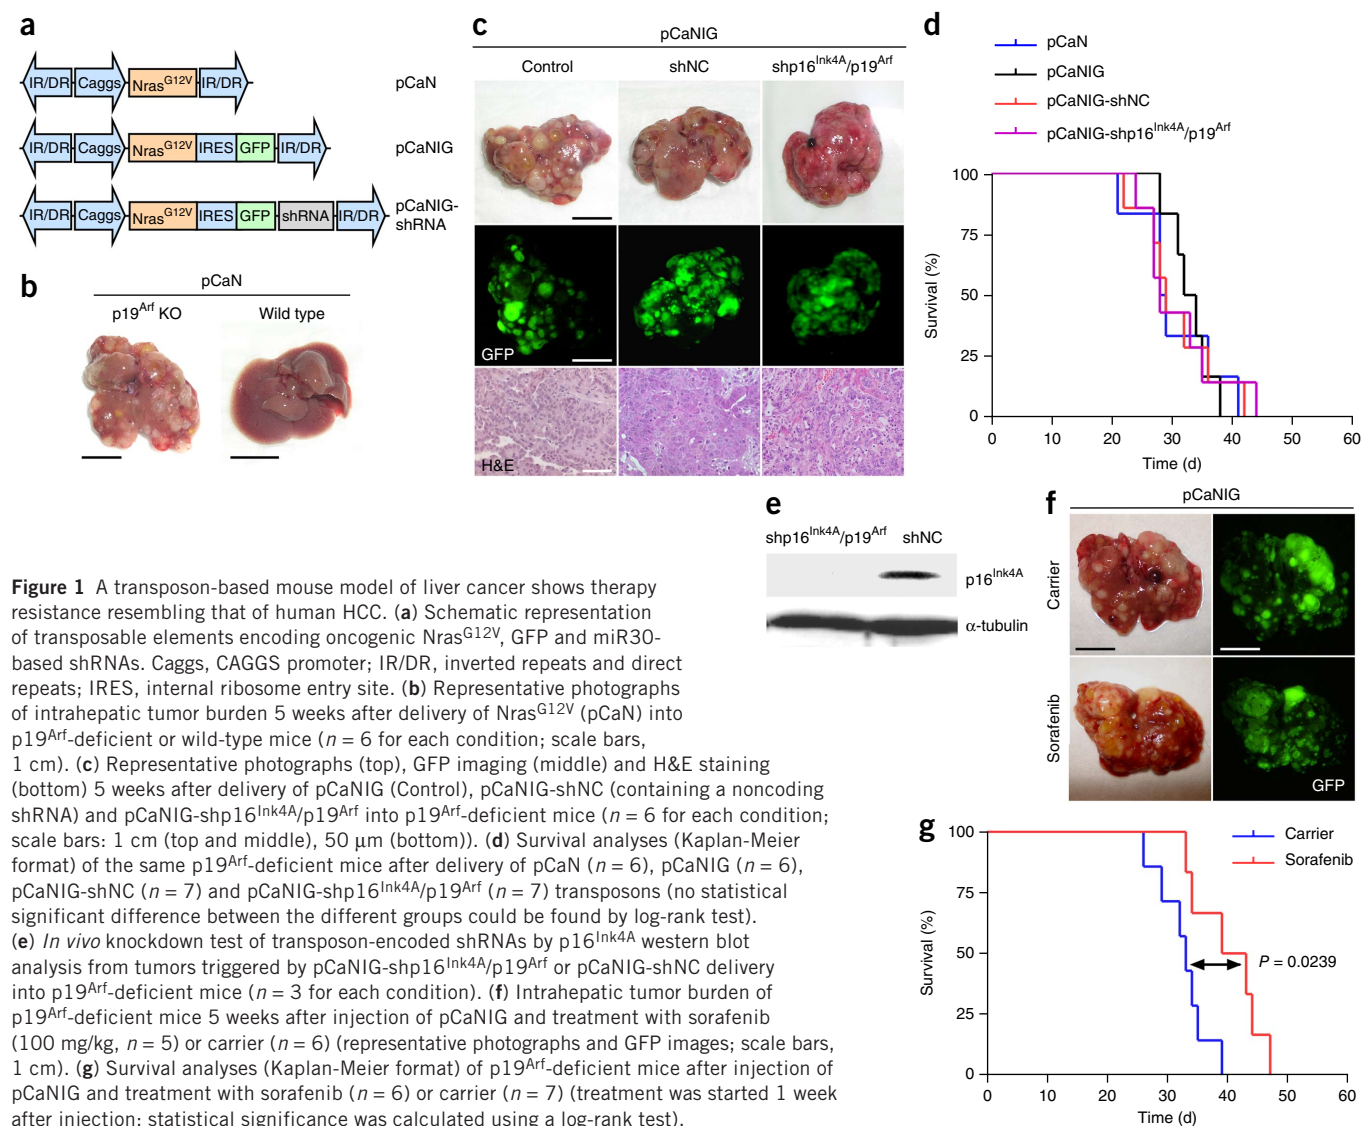 a
IR/DR Caggs Nras^G12V IR/DR pCaN
IR/DR Caggs Nras^G12V IRES GFP IR/DR pCaNIG
IR/DR Caggs Nras^G12V IRES GFP shRNA IR/DR pCaNIG-
shRNA
b
pCaN
p19^Arf KO Wild type
c
pCaNIG
Control shNC shp16^Ink4A/p19^Arf
GFP
H&E
d
pCaN
pCaNIG
pCaNIG-shNC
pCaNIG-shp16^Ink4A/p19^Arf
Survival (%)
100
75
50
25
0
0 10 20 30 40 50 60
Time (d)
e
shp16^Ink4A/p19^Arf shNC
p16^Ink4A
α-tubulin
f
pCaNIG
Carrier
Sorafenib
GFP
g
Carrier
Sorafenib
Survival (%)
100
75
50
25
0
P = 0.0239
0 10 20 30 40 50 60
Time (d)
Figure 1 A transposon-based mouse model of liver cancer shows therapy
resistance resembling that of human HCC. (a) Schematic representation
of transposable elements encoding oncogenic Nras^G12V, GFP and miR30-
based shRNAs. Caggs, CAGGS promoter; IR/DR, inverted repeats and direct
repeats; IRES, internal ribosome entry site. (b) Representative photographs
of intrahepatic tumor burden 5 weeks after delivery of Nras^G12V (pCaN) into
p19^Arf-deficient or wild-type mice (n = 6 for each condition; scale bars,
1 cm). (c) Representative photographs (top), GFP imaging (middle) and H&E staining
(bottom) 5 weeks after delivery of pCaNIG (Control), pCaNIG-shNC (containing a noncoding
shRNA) and pCaNIG-shp16^Ink4A/p19^Arf into p19^Arf-deficient mice (n = 6 for each condition;
scale bars: 1 cm (top and middle), 50 μm (bottom)). (d) Survival analyses (Kaplan-Meier
format) of the same p19^Arf-deficient mice after delivery of pCaN (n = 6), pCaNIG (n = 6),
pCaNIG-shNC (n = 7) and pCaNIG-shp16^Ink4A/p19^Arf (n = 7) transposons (no statistical
significant difference between the different groups could be found by log-rank test).
(e) In vivo knockdown test of transposon-encoded shRNAs by p16^Ink4A western blot
analysis from tumors triggered by pCaNIG-shp16^Ink4A/p19^Arf or pCaNIG-shNC delivery
into p19^Arf-deficient mice (n = 3 for each condition). (f) Intrahepatic tumor burden of
p19^Arf-deficient mice 5 weeks after injection of pCaNIG and treatment with sorafenib
(100 mg/kg, n = 5) or carrier (n = 6) (representative photographs and GFP images; scale bars,
1 cm). (g) Survival analyses (Kaplan-Meier format) of p19^Arf-deficient mice after injection of
pCaNIG and treatment with sorafenib (n = 6) or carrier (n = 7) (treatment was started 1 week
after injection; statistical significance was calculated using a log-rank test).